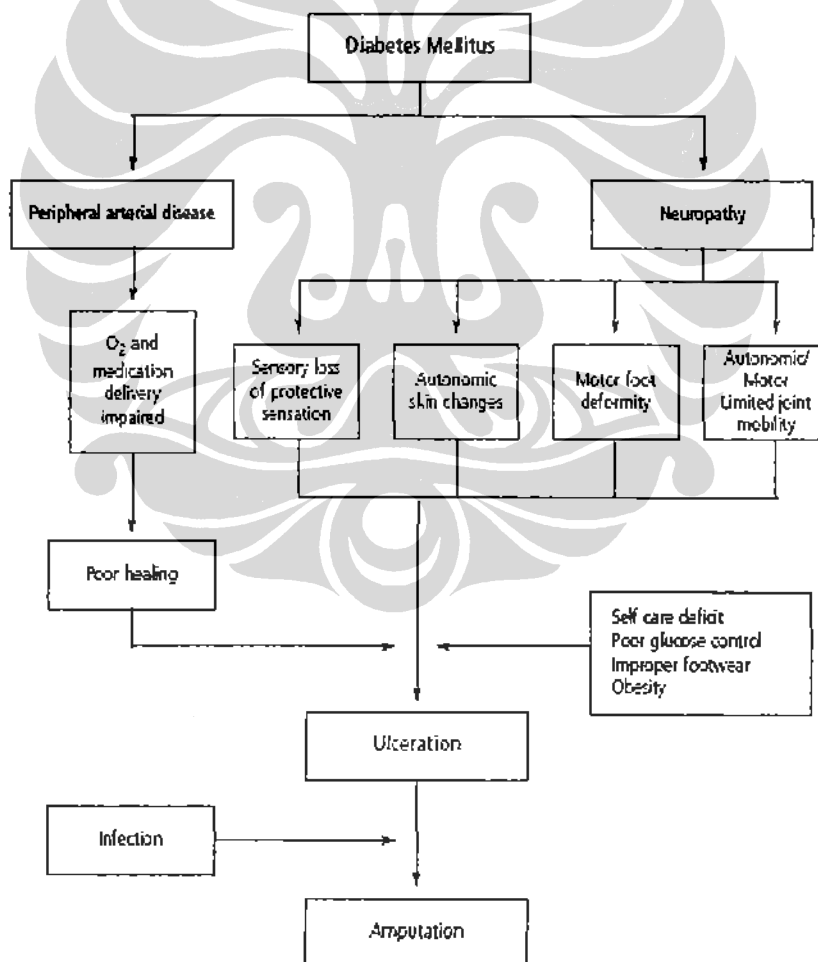 Diabetes Mellitus
Peripheral arterial disease
Neuropathy
O₂ and
medication
delivery
impaired
Sensory loss
of protective
sensation
Autonomic
skin changes
Motor foot
deformity
Autonomic/
Motor
Limited joint
mobility
Poor healing
Self care deficit
Poor glucose control
Improper footwear
Obesity
Ulceration
Infection
Amputation